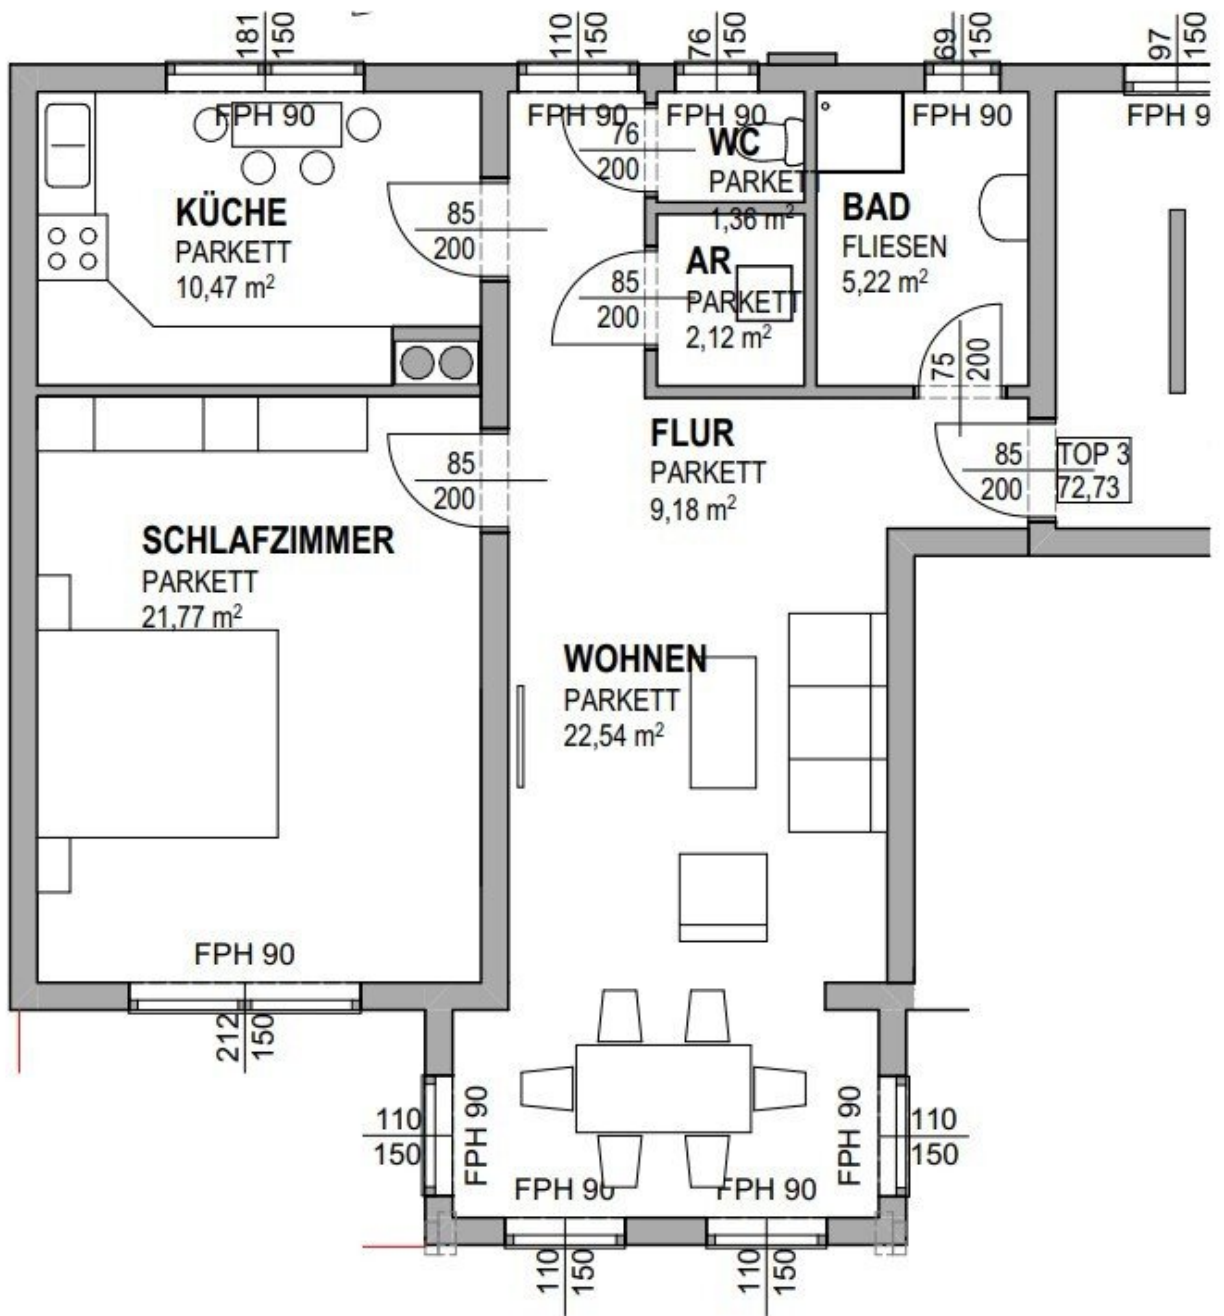 181
150
110
150
76
150
69
150
97
150
FPH 90
FPH 90
FPH 90
FPH 90
FPH 9
76
200
WC
PARKETT
1,36 m²
KÜCHE
PARKETT
10,47 m²
85
200
BAD
FLIESEN
5,22 m²
AR
PARKETT
2,12 m²
85
200
75
200
FLUR
PARKETT
9,18 m²
85
200
85
200
TOP 3
72,73
SCHLAFZIMMER
PARKETT
21,77 m²
WOHNEN
PARKETT
22,54 m²
FPH 90
212
150
110
150
FPH 90
FPH 90
110
150
FPH 90
FPH 90
110
150
110
150